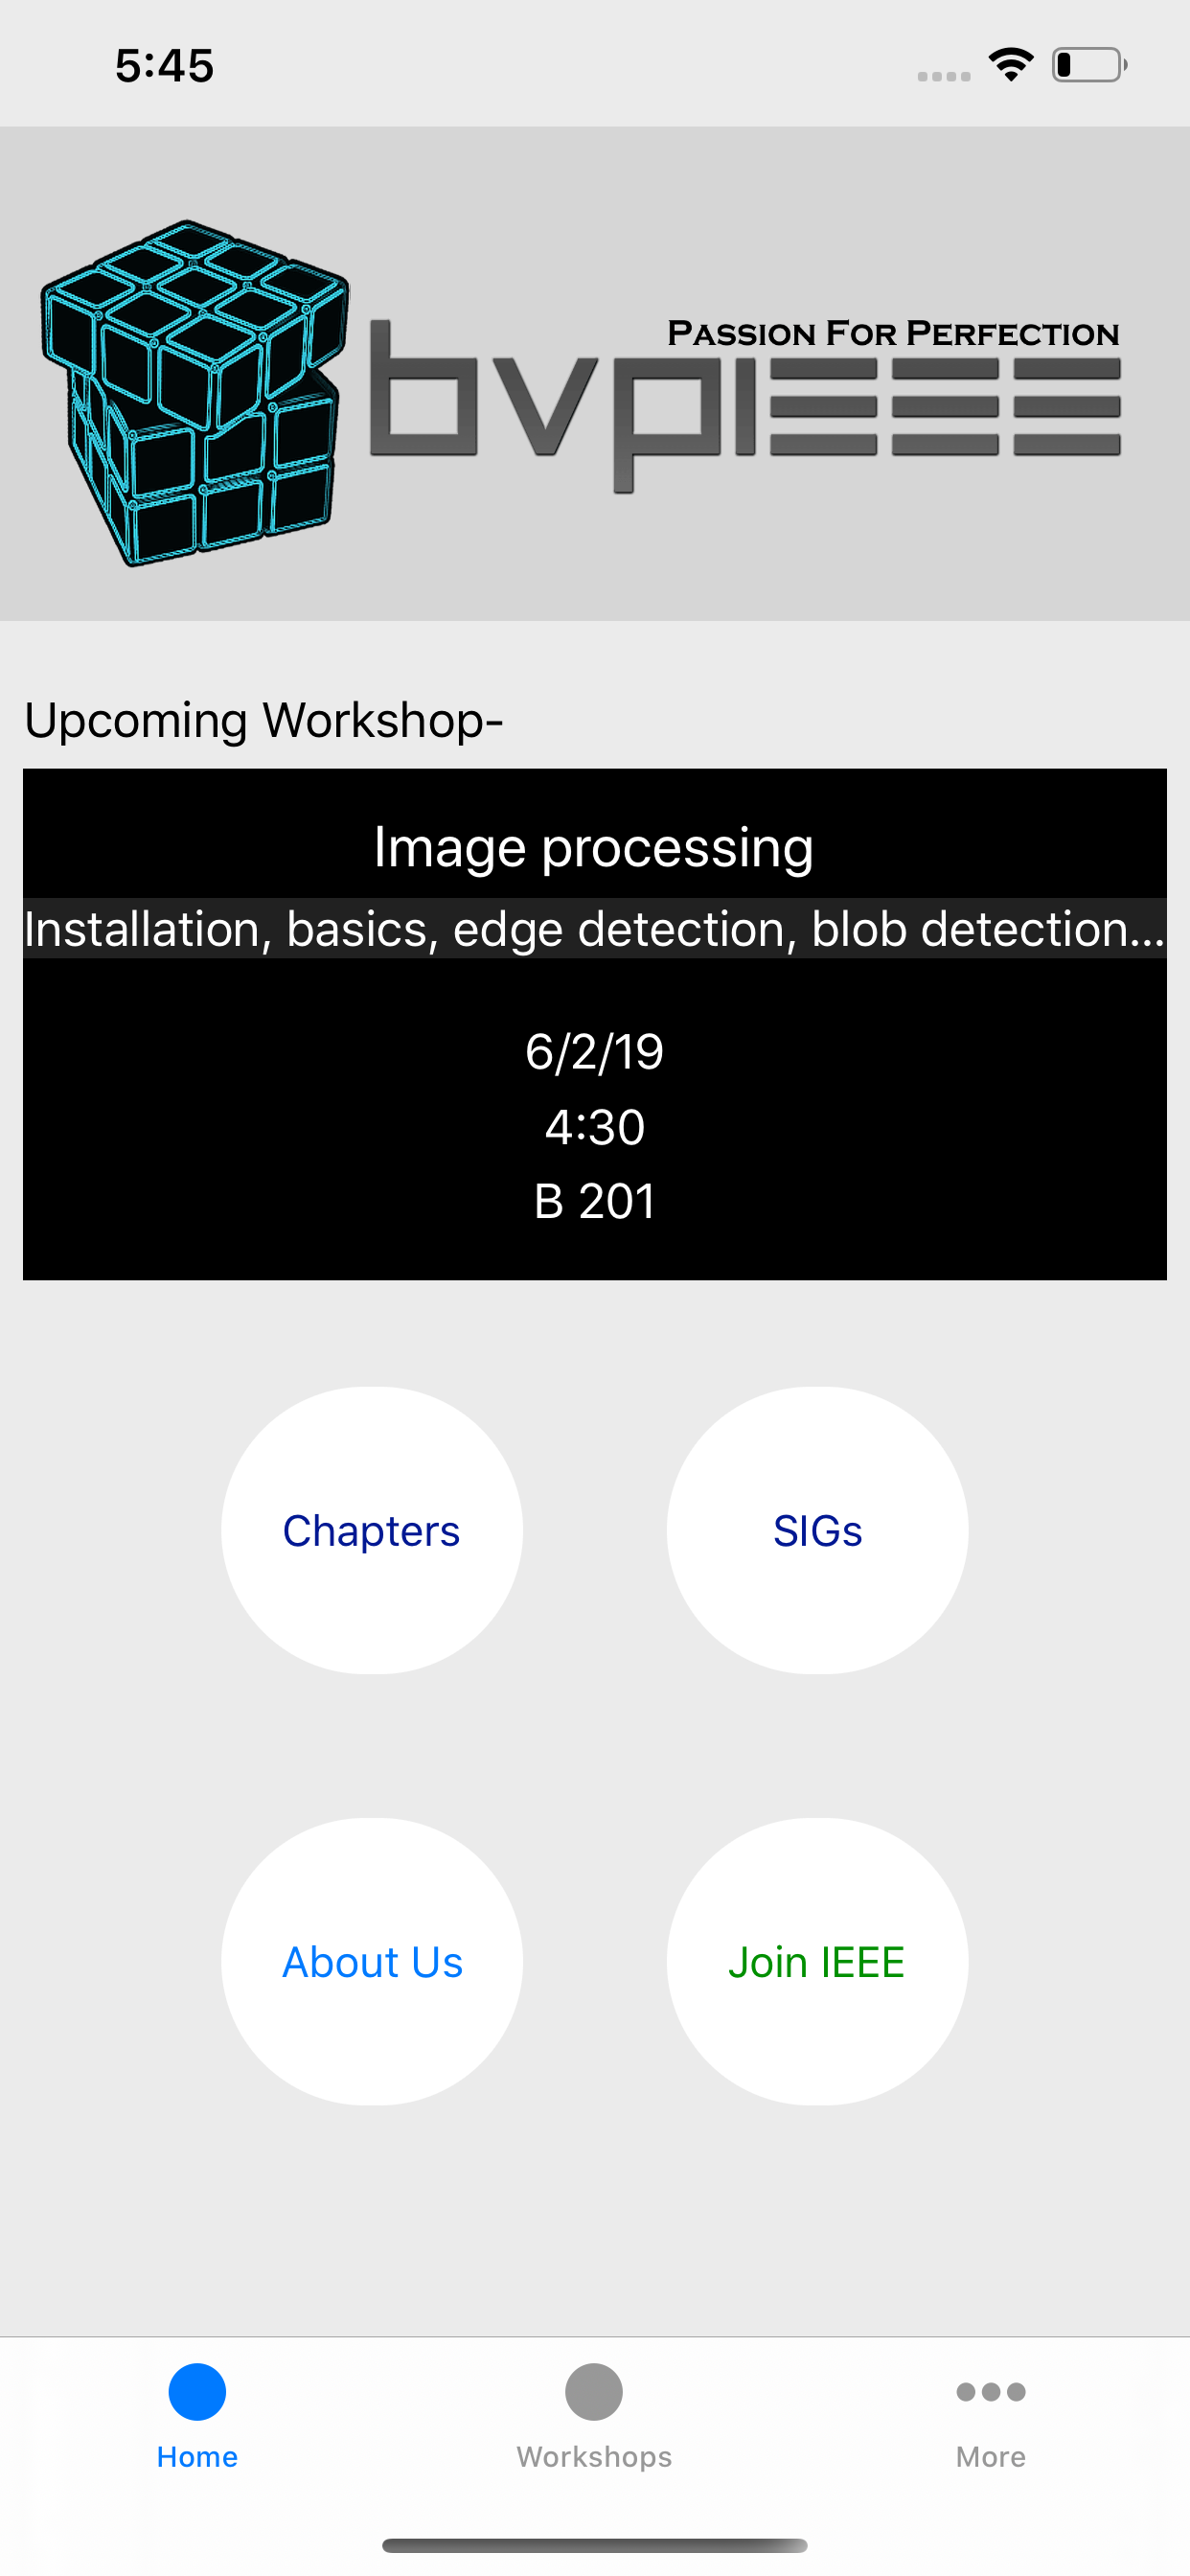 5:45
PASSION FOR PERFECTION
bvpIEEE
Upcoming Workshop-
Image processing
Installation, basics, edge detection, blob detection...
6/2/19
4:30
B 201
Chapters
SIGs
About Us
Join IEEE
Home
Workshops
More